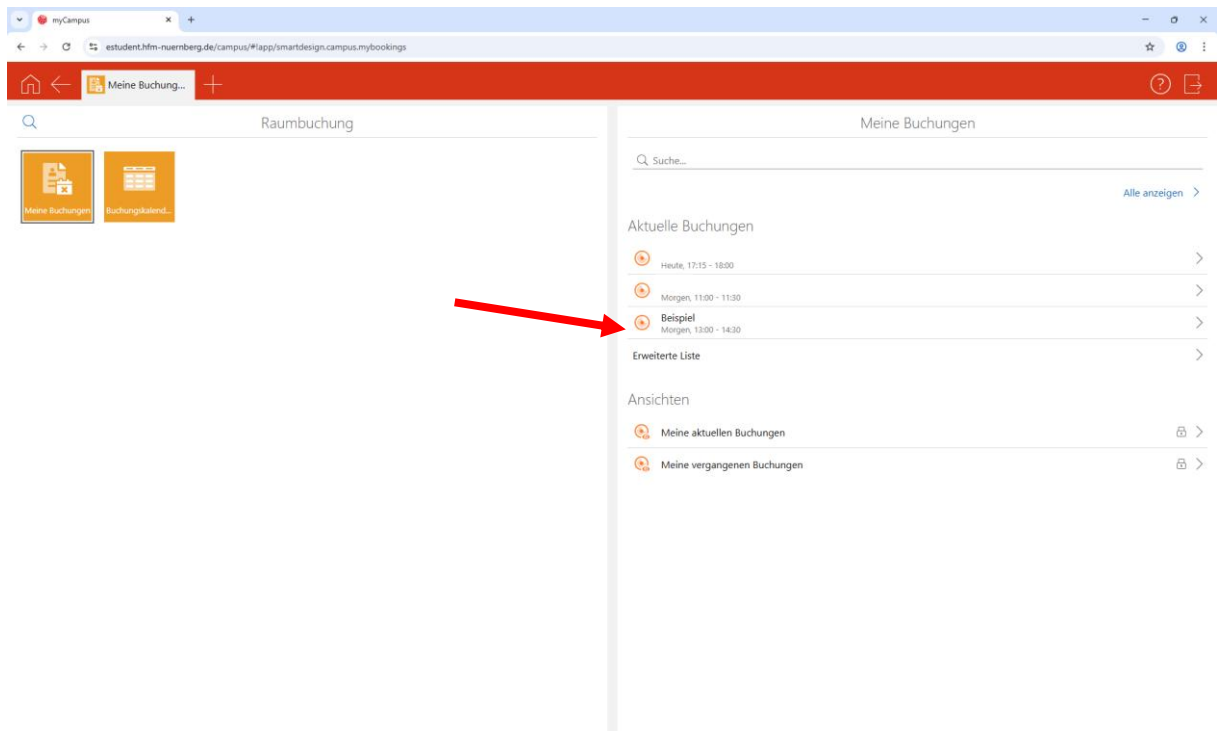 myCampus
estudent.hfm-nuernberg.de/campus/#!app/smartdesign.campus.mybookings
Meine Buchung...
Raumbuchung
Meine Buchungen
Buchungskalend...
Meine Buchungen
Suche...
Alle anzeigen
Aktuelle Buchungen
Heute, 17:15 - 18:00
Morgen, 11:00 - 11:30
Beispiel
Morgen, 13:00 - 14:30
Erweiterte Liste
Ansichten
Meine aktuellen Buchungen
Meine vergangenen Buchungen